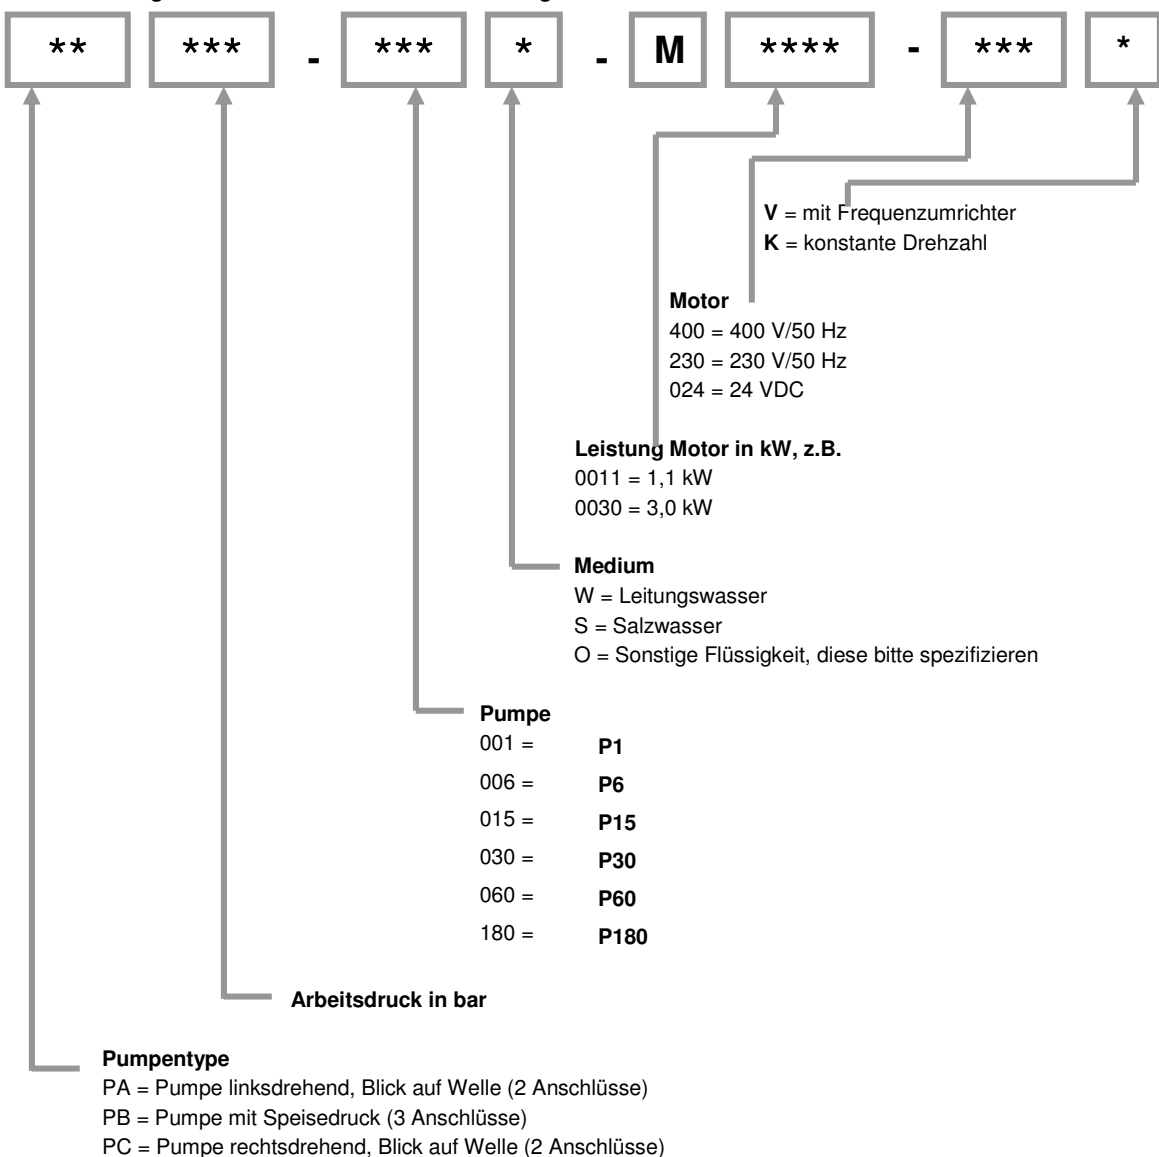 ** *** - *** * - M **** - *** *
V = mit Frequenzumrichter
K = konstante Drehzahl
Motor
400 = 400 V/50 Hz
230 = 230 V/50 Hz
024 = 24 VDC
Leistung Motor in kW, z.B.
0011 = 1,1 kW
0030 = 3,0 kW
Medium
W = Leitungswasser
S = Salzwasser
O = Sonstige Flüssigkeit, diese bitte spezifizieren
Pumpe
001 = P1
006 = P6
015 = P15
030 = P30
060 = P60
180 = P180
Arbeitsdruck in bar
Pumpentype
PA = Pumpe linksdrehend, Blick auf Welle (2 Anschlüsse)
PB = Pumpe mit Speisedruck (3 Anschlüsse)
PC = Pumpe rechtsdrehend, Blick auf Welle (2 Anschlüsse)